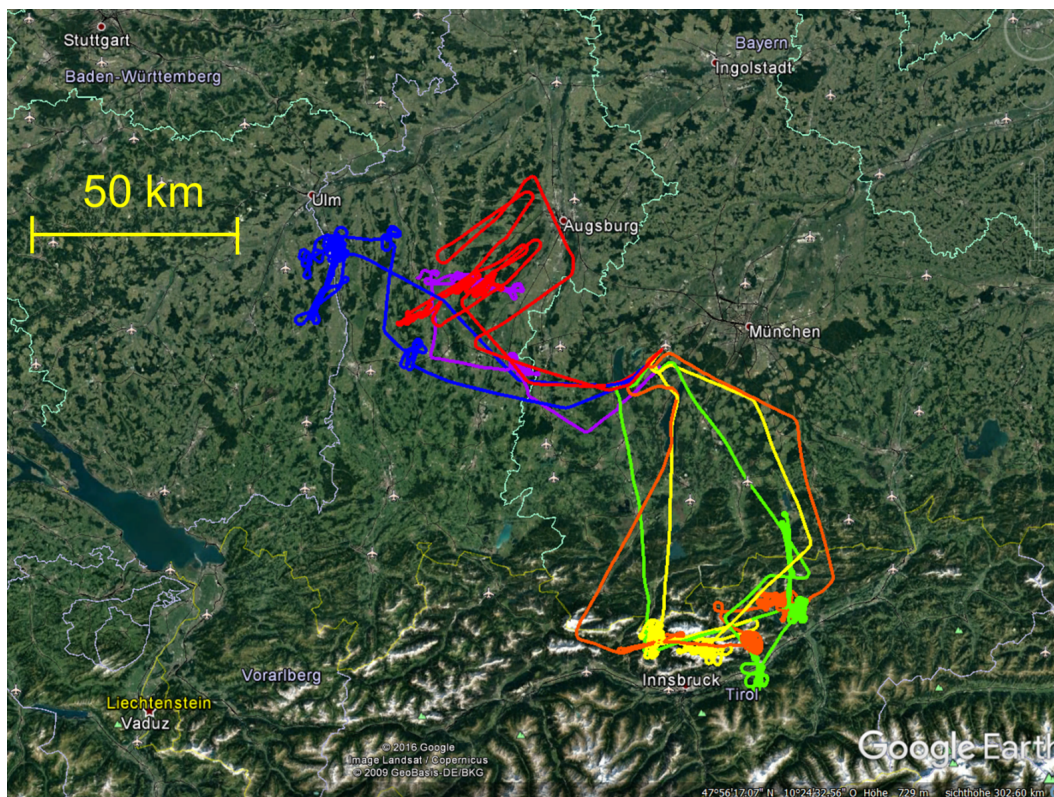 Stuttgart
Baden-Württemberg
Bayern
Ingolstadt
50 km
Ulm
Augsburg
München
Vorarlberg
Innsbruck
Tirol
Liechtenstein
Vaduz
© 2016 Google
Image Landsat / Copernicus
© 2009 GeoBasis-DE/BKG
Google Earth
47°56'17.07" N 10°24'32.56" O Höhe 729 m sichthöhe 302.60 km